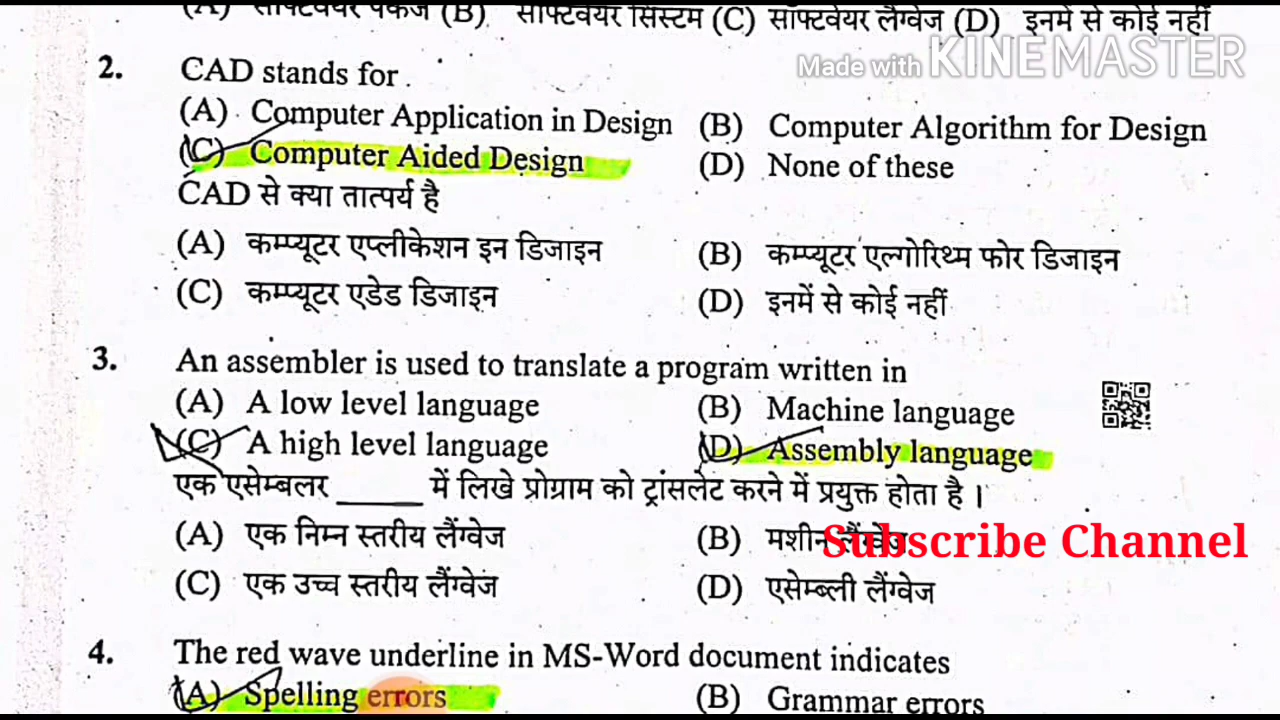 (A) सॉफ्टवेयर पैकेज (B) सॉफ्टवेयर सिस्टम (C) सॉफ्टवेयर लैंग्वेज (D) इनमें से कोई नहीं
Made with KINEMASTER
2. CAD stands for
(A) Computer Application in Design (B) Computer Algorithm for Design
(C) Computer Aided Design (D) None of these
CAD से क्या तात्पर्य है
(A) कम्प्यूटर एप्लीकेशन इन डिजाइन (B) कम्प्यूटर एल्गोरिथ्म फोर डिजाइन
(C) कम्प्यूटर एडेड डिजाइन (D) इनमें से कोई नहीं
3. An assembler is used to translate a program written in
(A) A low level language (B) Machine language
(C) A high level language (D) Assembly language
एक एसेम्बलर ______ में लिखे प्रोग्राम को ट्रांसलेट करने में प्रयुक्त होता है ।
(A) एक निम्न स्तरीय लैंग्वेज (B) मशीन लैंग्वेज
Subscribe Channel
(C) एक उच्च स्तरीय लैंग्वेज (D) एसेम्ब्ली लैंग्वेज
4. The red wave underline in MS-Word document indicates
(A) Spelling errors (B) Grammar errors